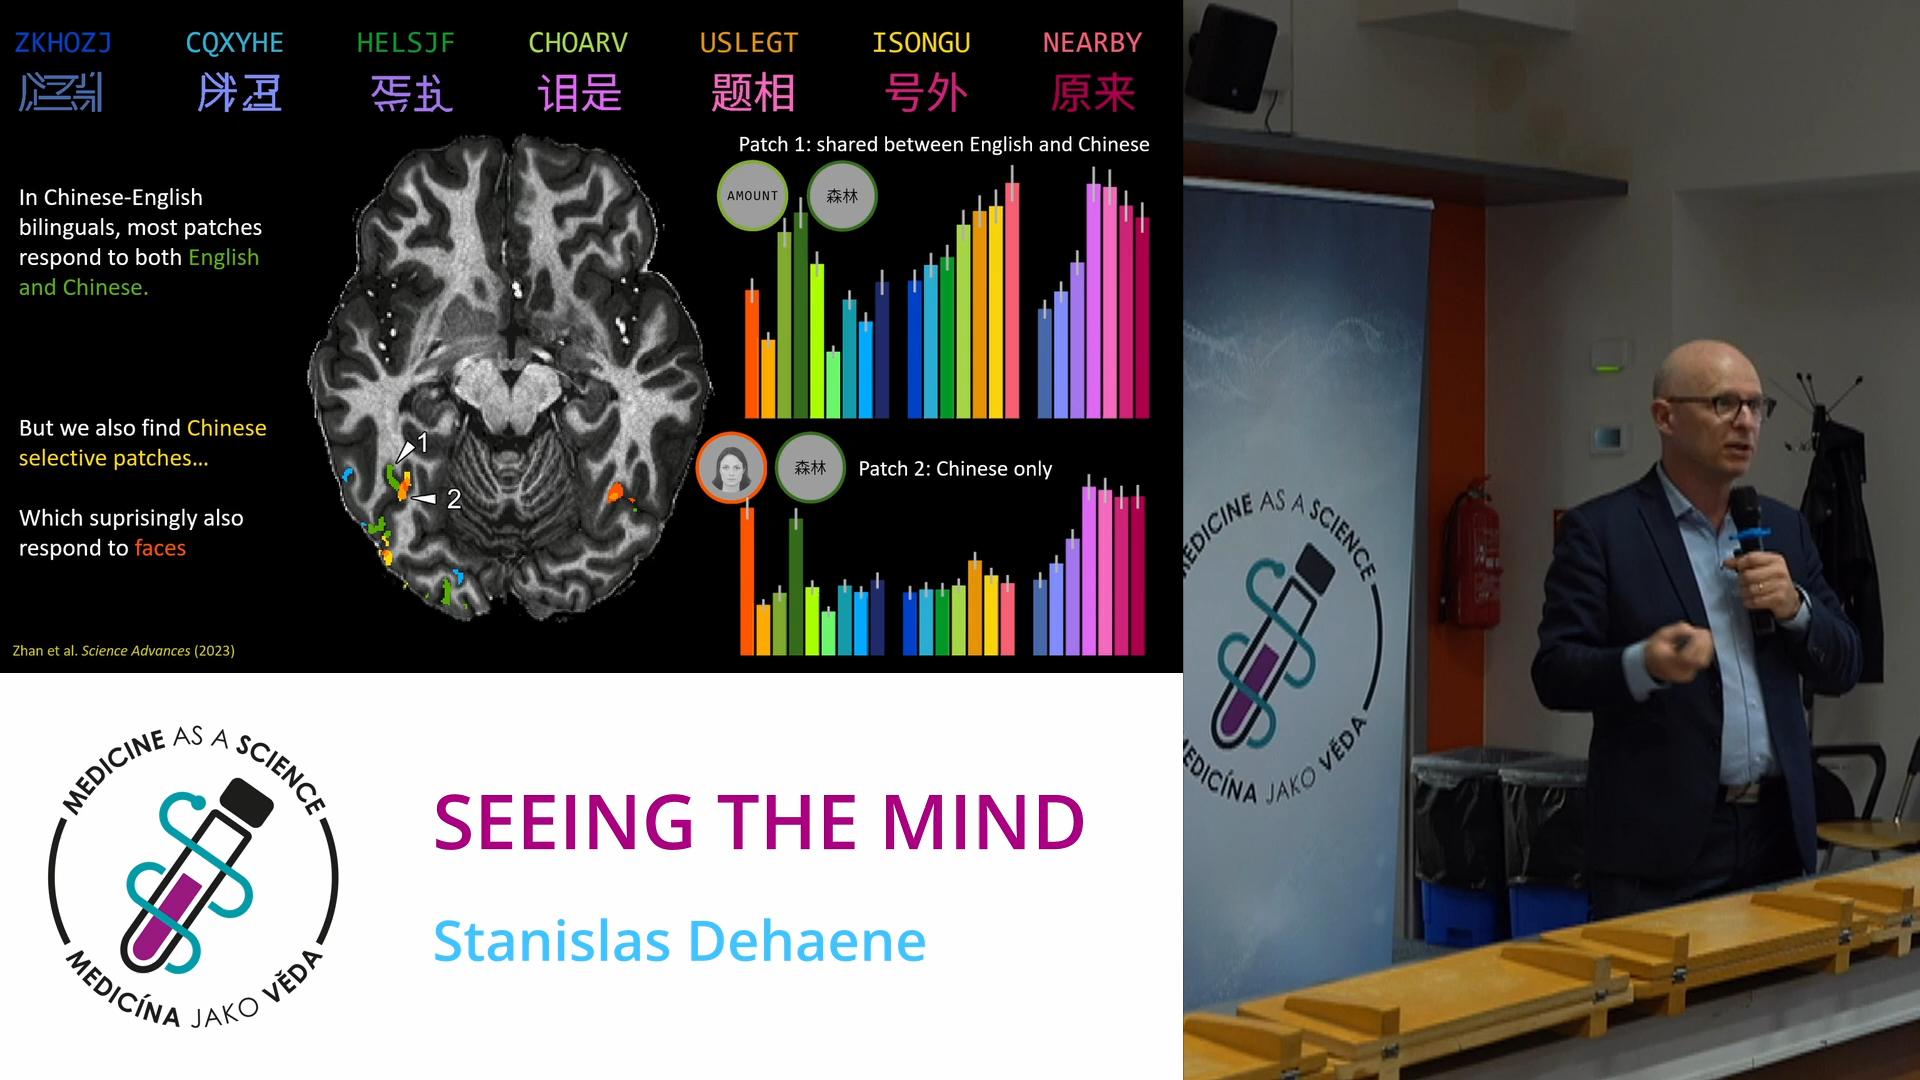 ZKHOZJ CQXYHE HELSJF CHOARV USLEGT ISONGU NEARBY
题相 号外 原来
Patch 1: shared between English and Chinese
AMOUNT 森林
In Chinese-English
bilinguals, most patches
respond to both English
and Chinese.
But we also find Chinese
selective patches...
Which suprisingly also
respond to faces
1
2
森林 Patch 2: Chinese only
Zhan et al. Science Advances (2023)
MEDICINE AS A SCIENCE
MEDICÍNA JAKO VĚDA
SEEING THE MIND
Stanislas Dehaene
MEDICINE AS A SCIENCE
MEDICÍNA JAKO VĚDA